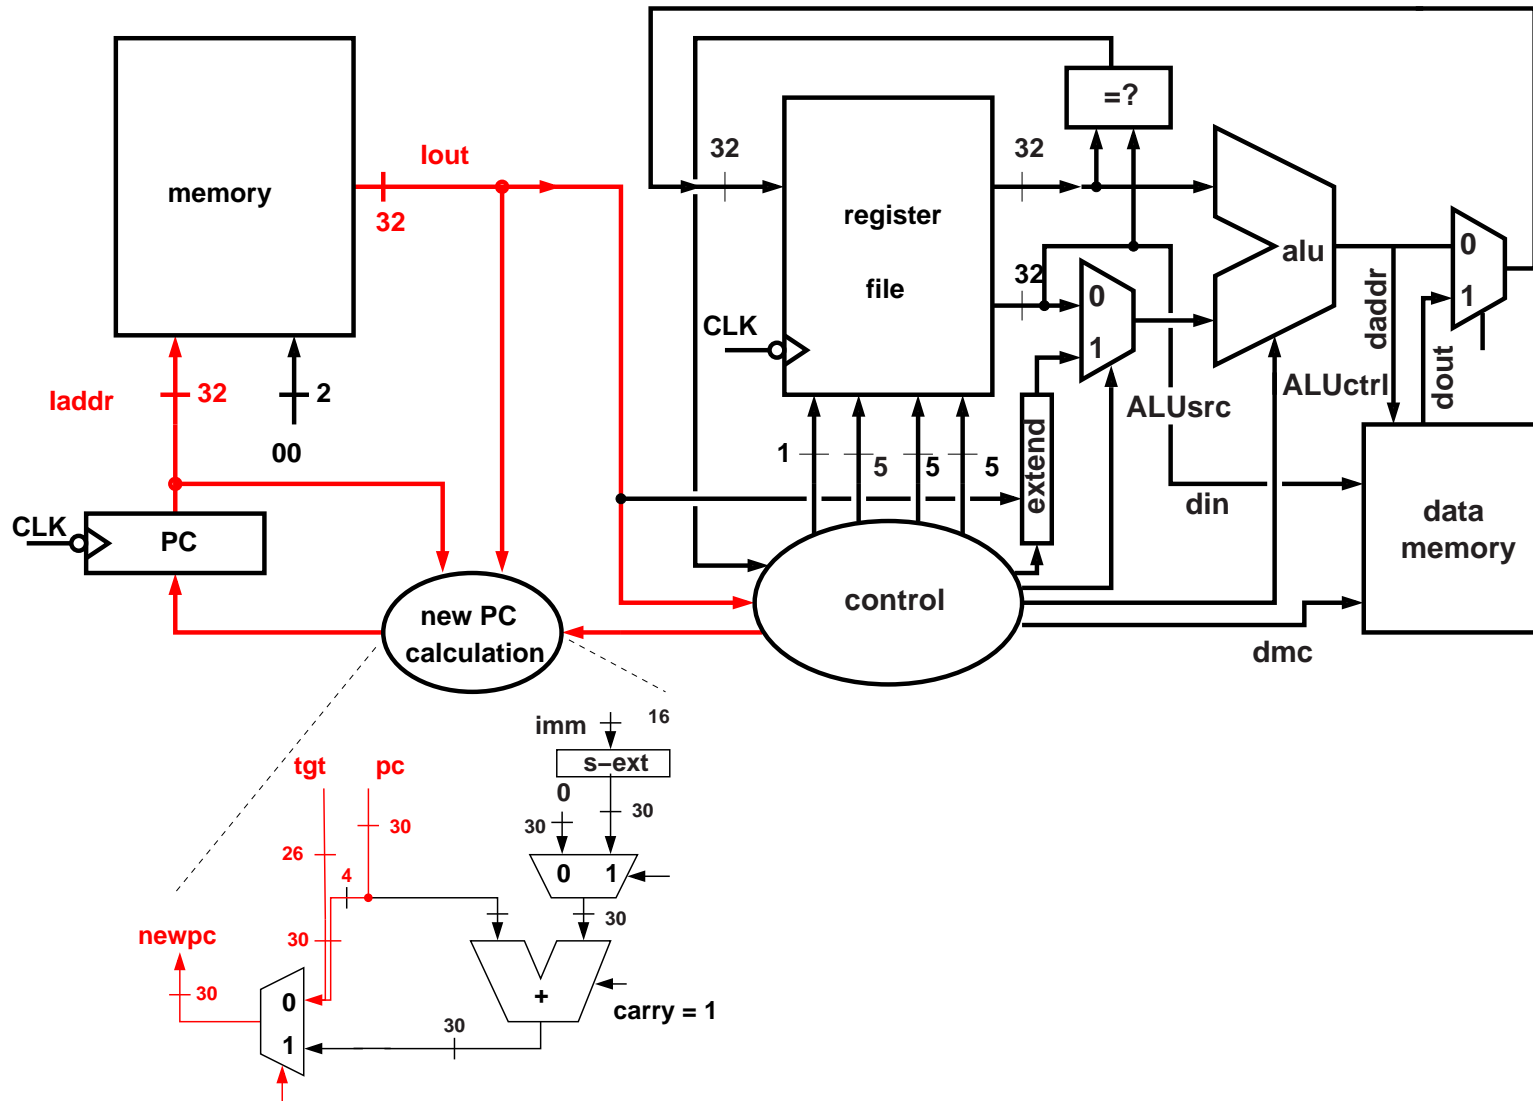 =?
32
32
Iout
memory
32
register
alu
0
file
32
0
daddr
1
CLK
1
dout
Iaddr
32
2
ALUsrc
ALUctrl
00
1
5
5
5
extend
din
data
memory
CLK
PC
control
new PC
calculation
dmc
imm
16
tgt
pc
s-ext
0
30
30
30
26
4
0
1
30
newpc
30
30
0
+
carry = 1
30
1